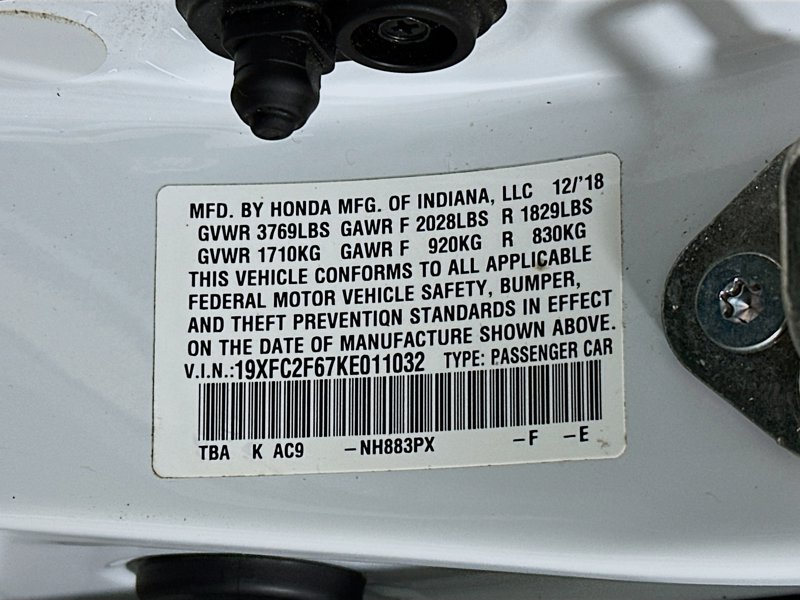 MFD. BY HONDA MFG. OF INDIANA, LLC 12/'18
GVWR 3769LBS GAWR F 2028LBS R 1829LBS
GVWR 1710KG GAWR F 920KG R 830KG
THIS VEHICLE CONFORMS TO ALL APPLICABLE
FEDERAL MOTOR VEHICLE SAFETY, BUMPER,
AND THEFT PREVENTION STANDARDS IN EFFECT
ON THE DATE OF MANUFACTURE SHOWN ABOVE.
V.I.N.:19XFC2F67KE011032 TYPE: PASSENGER CAR
TBA K AC9 –NH883PX –F –E